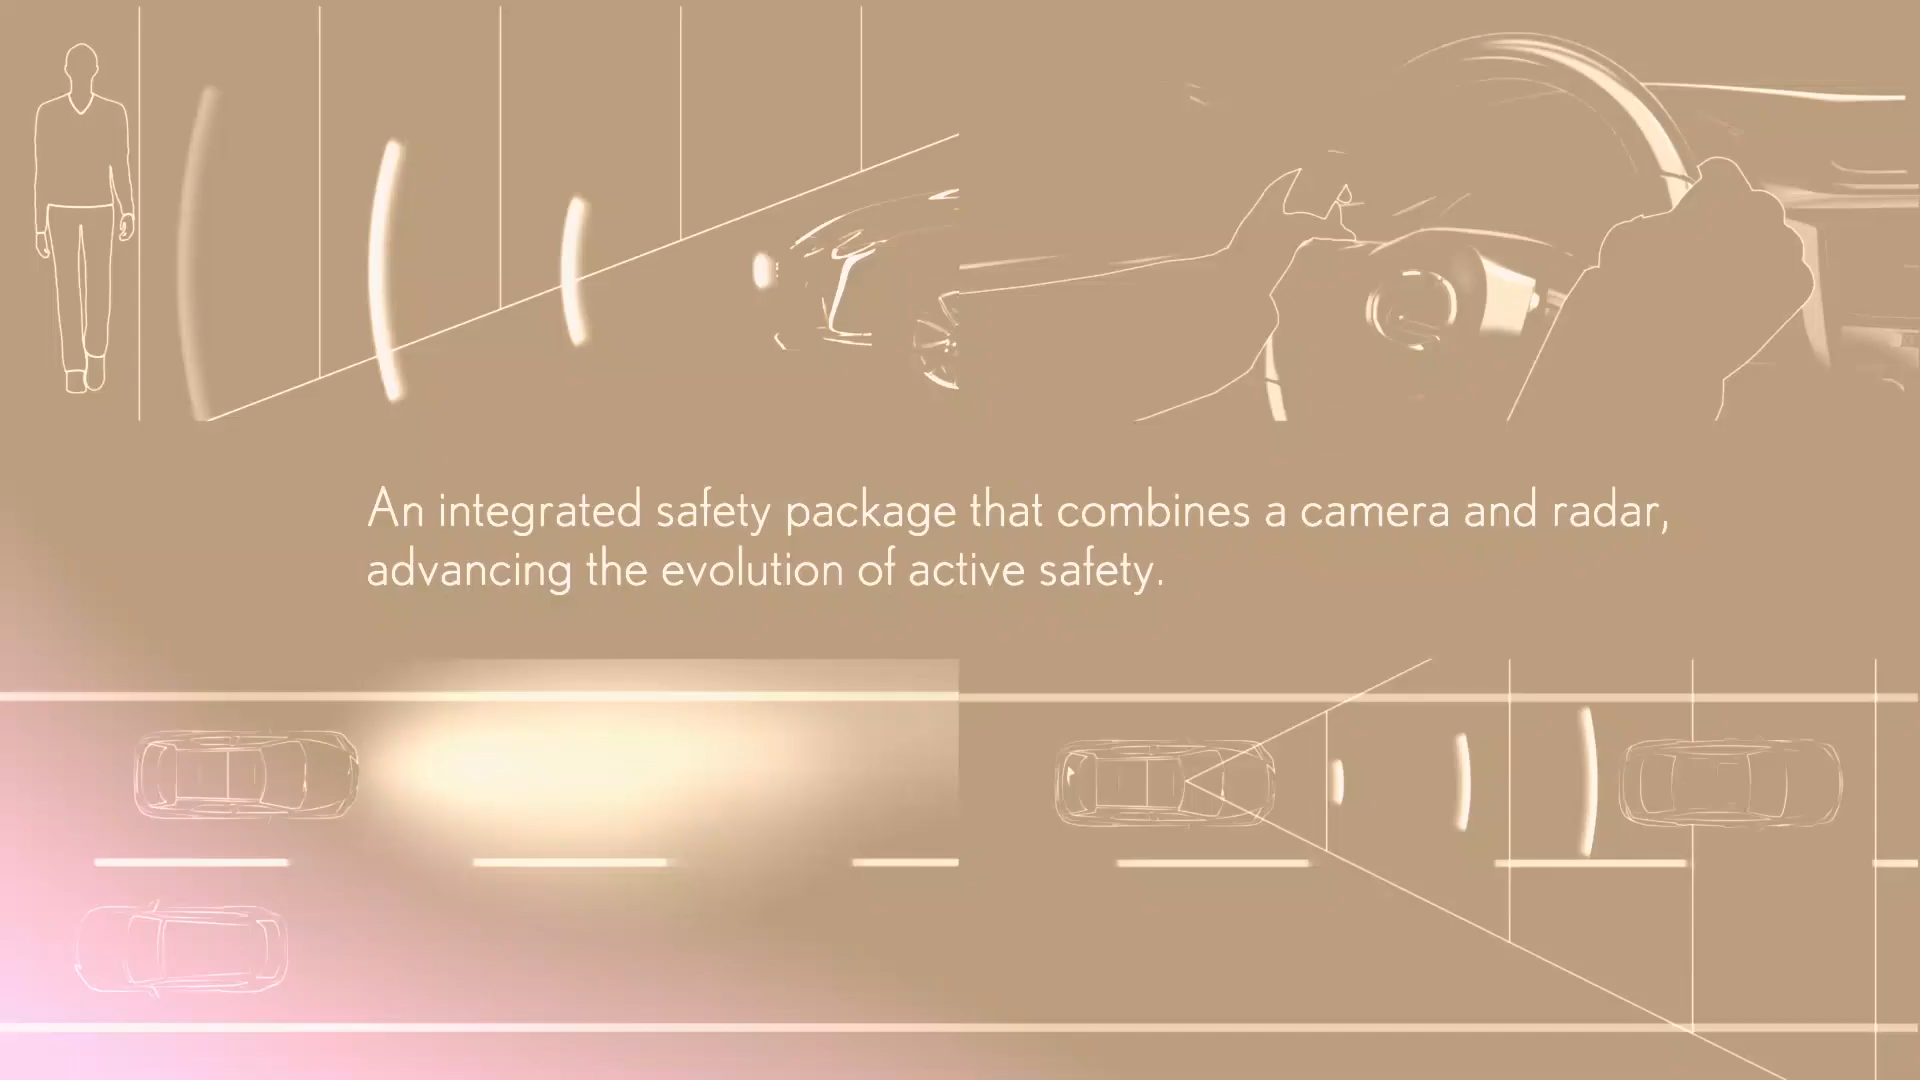 An integrated safety package that combines a camera and radar,
advancing the evolution of active safety.